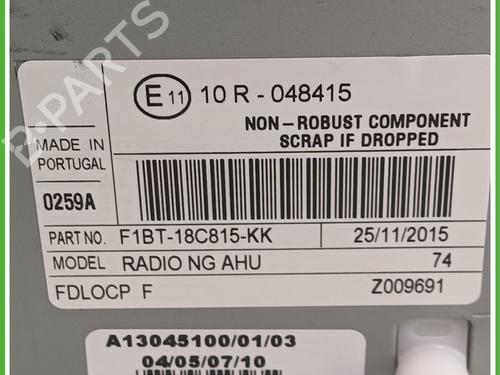 E 11 10 R - 048415
NON - ROBUST COMPONENT
SCRAP IF DROPPED
MADE IN
PORTUGAL
0259A
PART NO. F1BT-18C815-KK 25/11/2015
MODEL RADIO NG AHU 74
FDLOCP F Z009691
A13045100/01/03
04/05/07/10
B-PARTS